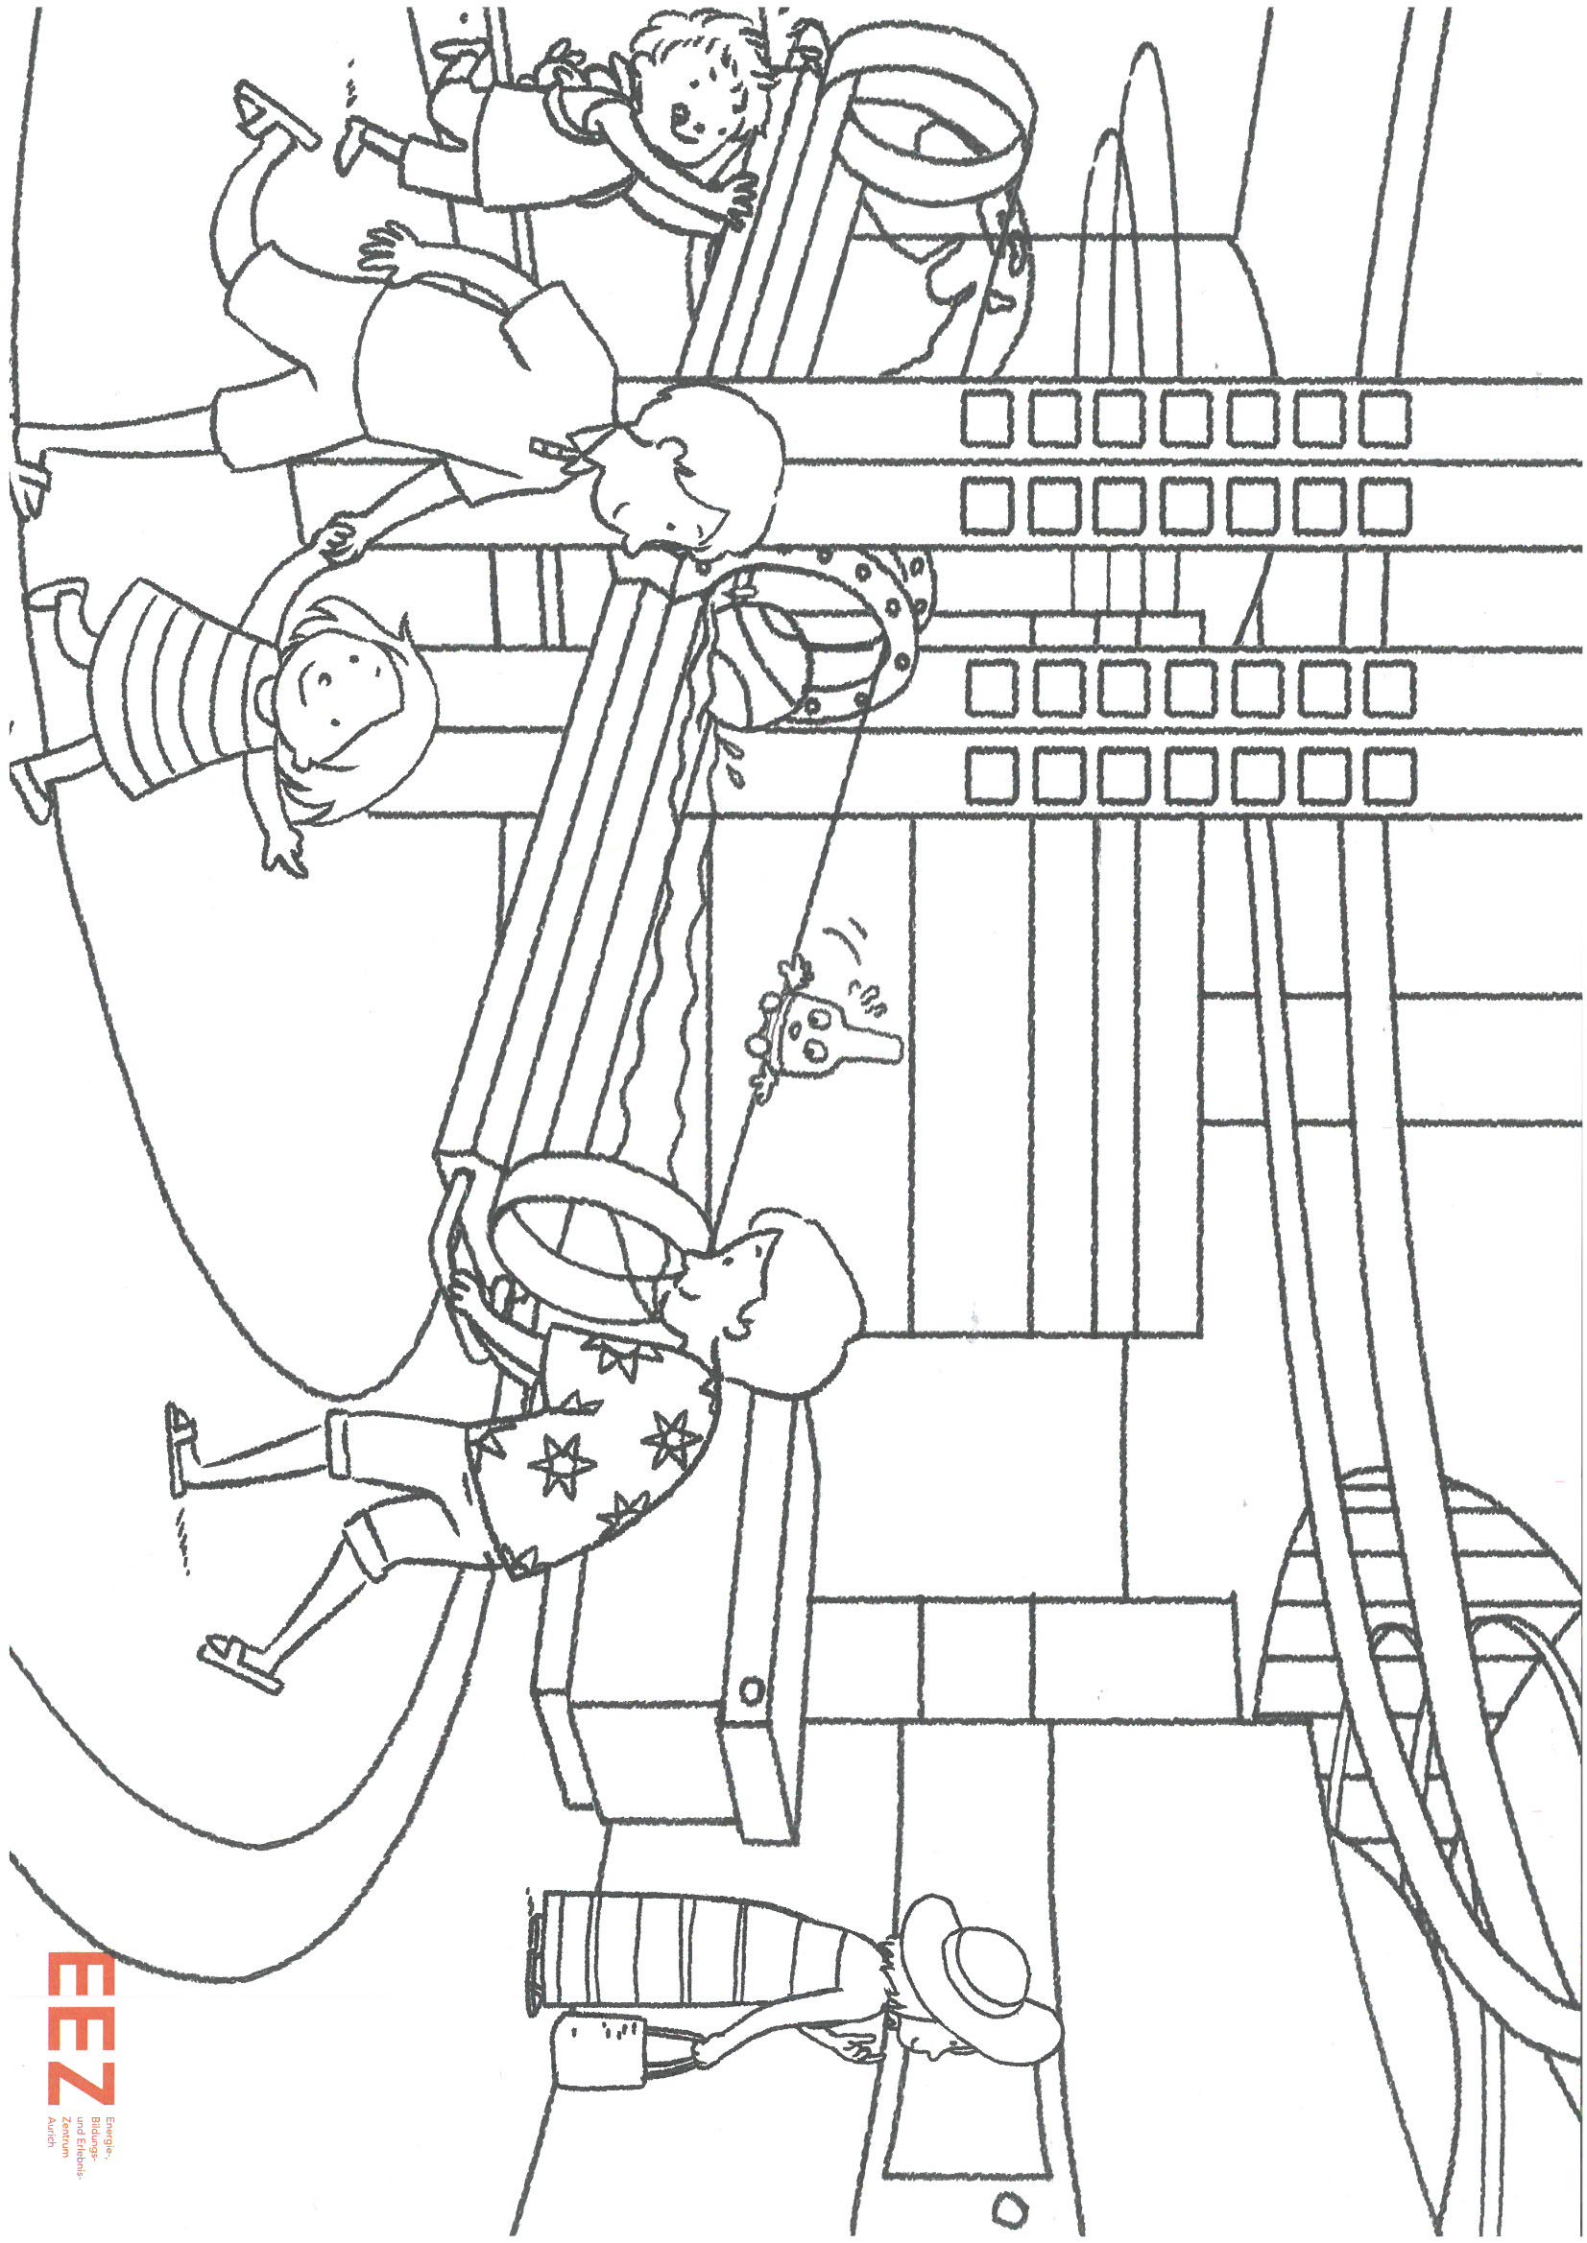 EEZ
Energie-,
Bildungs-
und Erlebnis-
Zentrum
Aurich